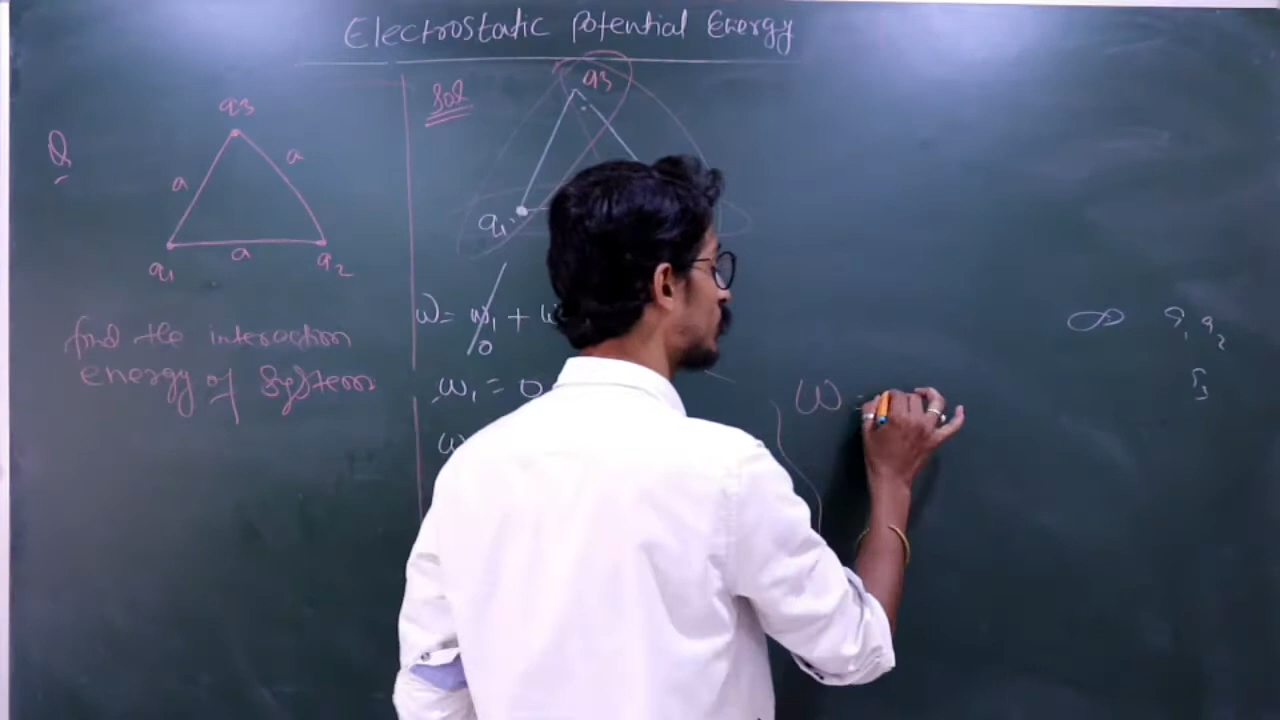 Electrostatic Potential Energy
Q
q3
a
a
q1
a
q2
find the interaction
energy of System
Sol
q3
q1
W = W1 + W
0
W1 = 0
W
W =
∞
q2